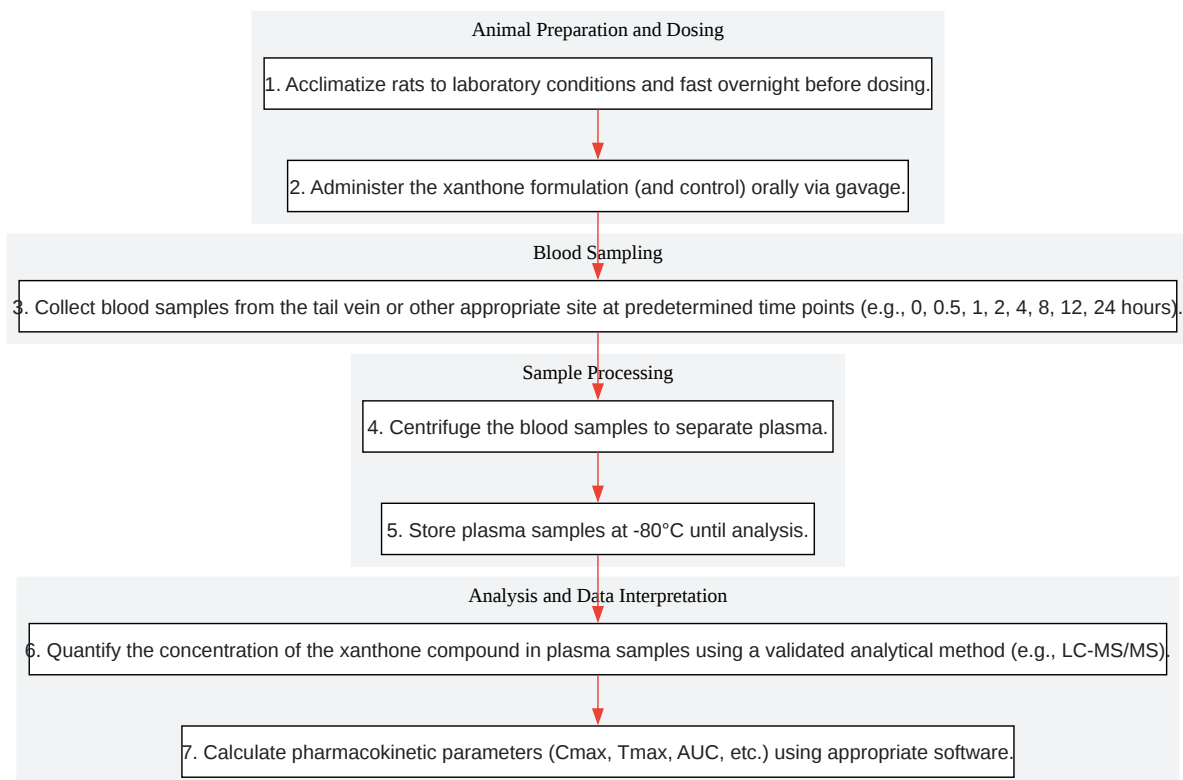 Animal Preparation and Dosing
1. Acclimatize rats to laboratory conditions and fast overnight before dosing.
2. Administer the xanthone formulation (and control) orally via gavage.
Blood Sampling
3. Collect blood samples from the tail vein or other appropriate site at predetermined time points (e.g., 0, 0.5, 1, 2, 4, 8, 12, 24 hours).
Sample Processing
4. Centrifuge the blood samples to separate plasma.
5. Store plasma samples at -80°C until analysis.
Analysis and Data Interpretation
6. Quantify the concentration of the xanthone compound in plasma samples using a validated analytical method (e.g., LC-MS/MS).
7. Calculate pharmacokinetic parameters (Cmax, Tmax, AUC, etc.) using appropriate software.